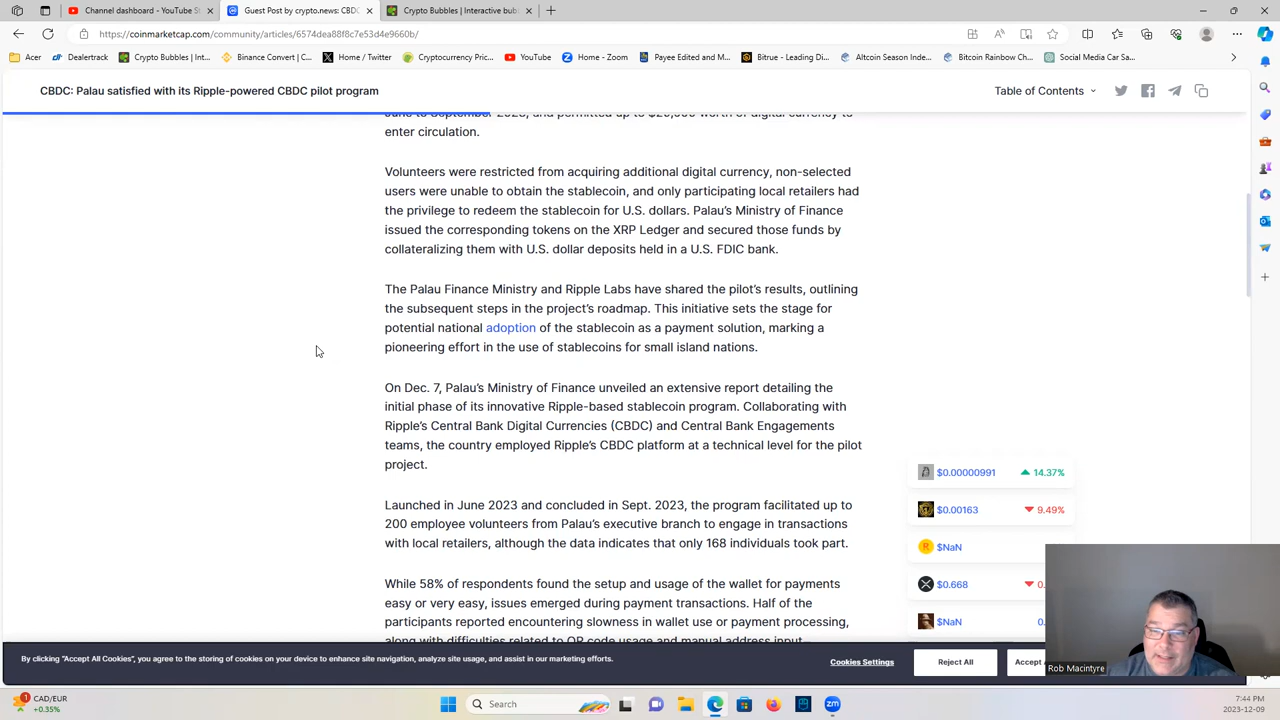 Channel dashboard - YouTube St
Guest Post by crypto.news: CBDC
Crypto Bubbles | Interactive bub
https://coinmarketcap.com/community/articles/6574dea88f8c7e53d4e9660b/
Acer
Dealertrack
Crypto Bubbles | Int...
Binance Convert | C...
Home / Twitter
Cryptocurrency Pric...
YouTube
Home - Zoom
Payee Edited and M...
Bitrue - Leading Di...
Altcoin Season Inde...
Bitcoin Rainbow Ch...
Social Media Car Sa...
CBDC: Palau satisfied with its Ripple-powered CBDC pilot program
Table of Contents
enter circulation.
Volunteers were restricted from acquiring additional digital currency, non-selected
users were unable to obtain the stablecoin, and only participating local retailers had
the privilege to redeem the stablecoin for U.S. dollars. Palau's Ministry of Finance
issued the corresponding tokens on the XRP Ledger and secured those funds by
collateralizing them with U.S. dollar deposits held in a U.S. FDIC bank.
The Palau Finance Ministry and Ripple Labs have shared the pilot's results, outlining
the subsequent steps in the project's roadmap. This initiative sets the stage for
potential national adoption of the stablecoin as a payment solution, marking a
pioneering effort in the use of stablecoins for small island nations.
On Dec. 7, Palau's Ministry of Finance unveiled an extensive report detailing the
initial phase of its innovative Ripple-based stablecoin program. Collaborating with
Ripple's Central Bank Digital Currencies (CBDC) and Central Bank Engagements
teams, the country employed Ripple's CBDC platform at a technical level for the pilot
project.
$0.00000991 14.37%
Launched in June 2023 and concluded in Sept. 2023, the program facilitated up to
$0.00163 9.49%
200 employee volunteers from Palau's executive branch to engage in transactions
with local retailers, although the data indicates that only 168 individuals took part.
$NaN
While 58% of respondents found the setup and usage of the wallet for payments
$0.668 0.
easy or very easy, issues emerged during payment transactions. Half of the
participants reported encountering slowness in wallet use or payment processing,
$NaN 0.
along with difficulties related to QR code usage and manual address input
By clicking "Accept All Cookies", you agree to the storing of cookies on your device to enhance site navigation, analyze site usage, and assist in our marketing efforts.
Cookies Settings
Reject All
Accept
Rob Macintyre
1
CAD/EUR
+0.35%
Search
7:44 PM
2023-12-09